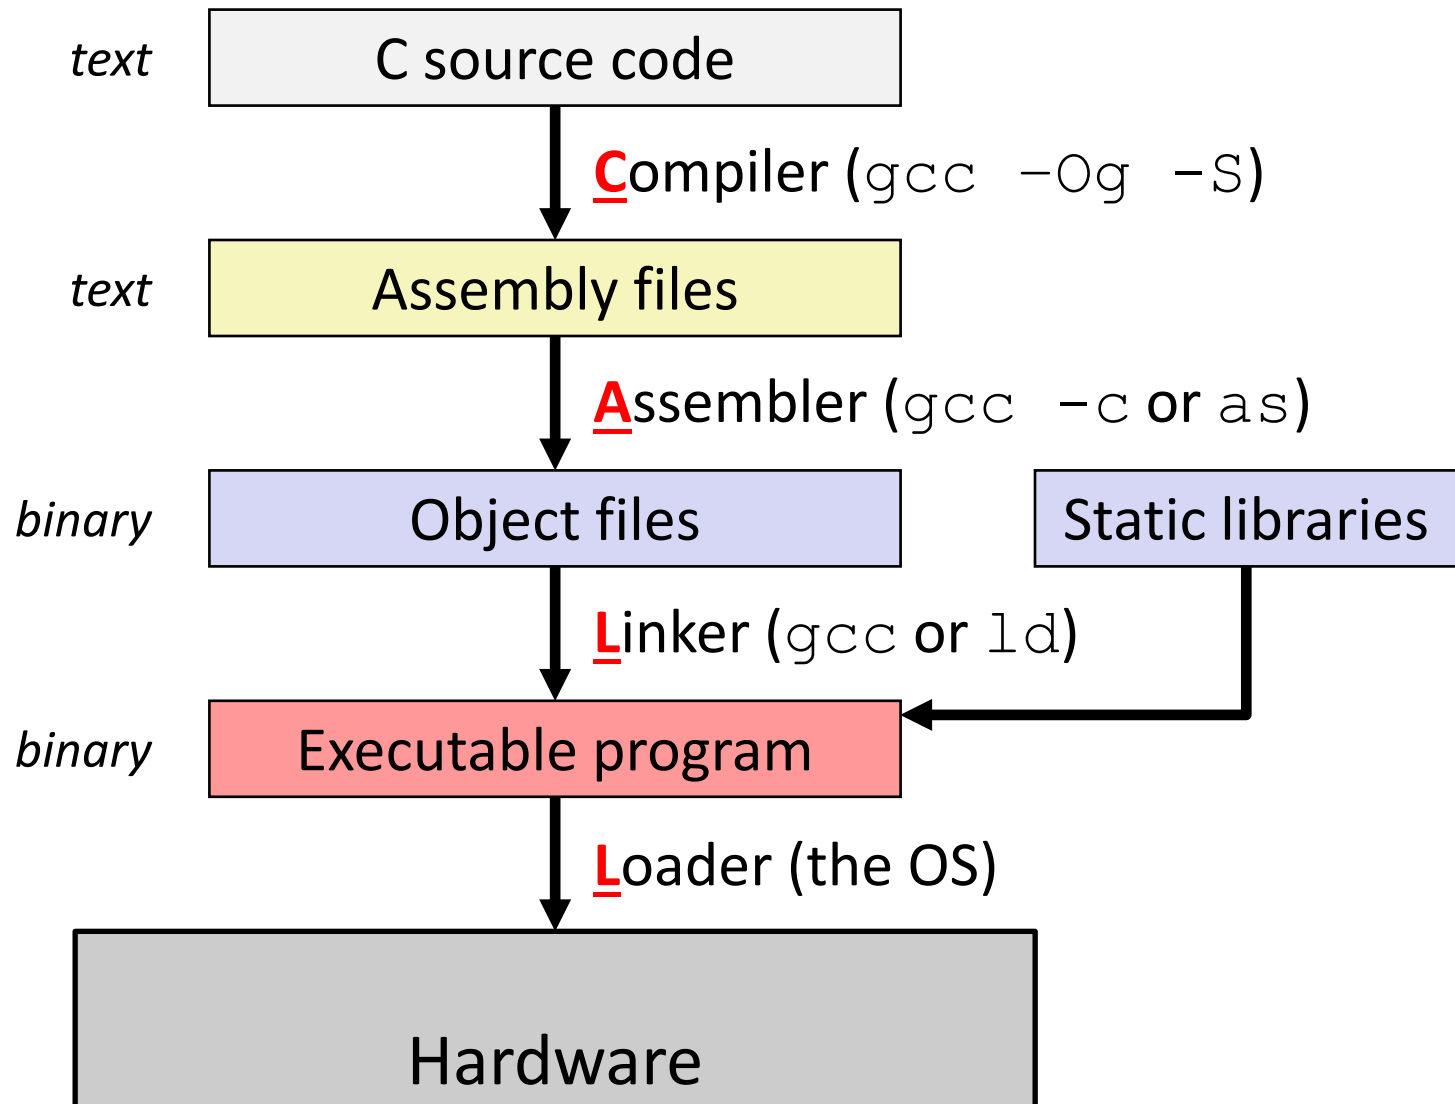 text C source code
Compiler (gcc -Og -S)
text Assembly files
Assembler (gcc -c or as)
binary Object files Static libraries
Linker (gcc or ld)
binary Executable program
Loader (the OS)
Hardware